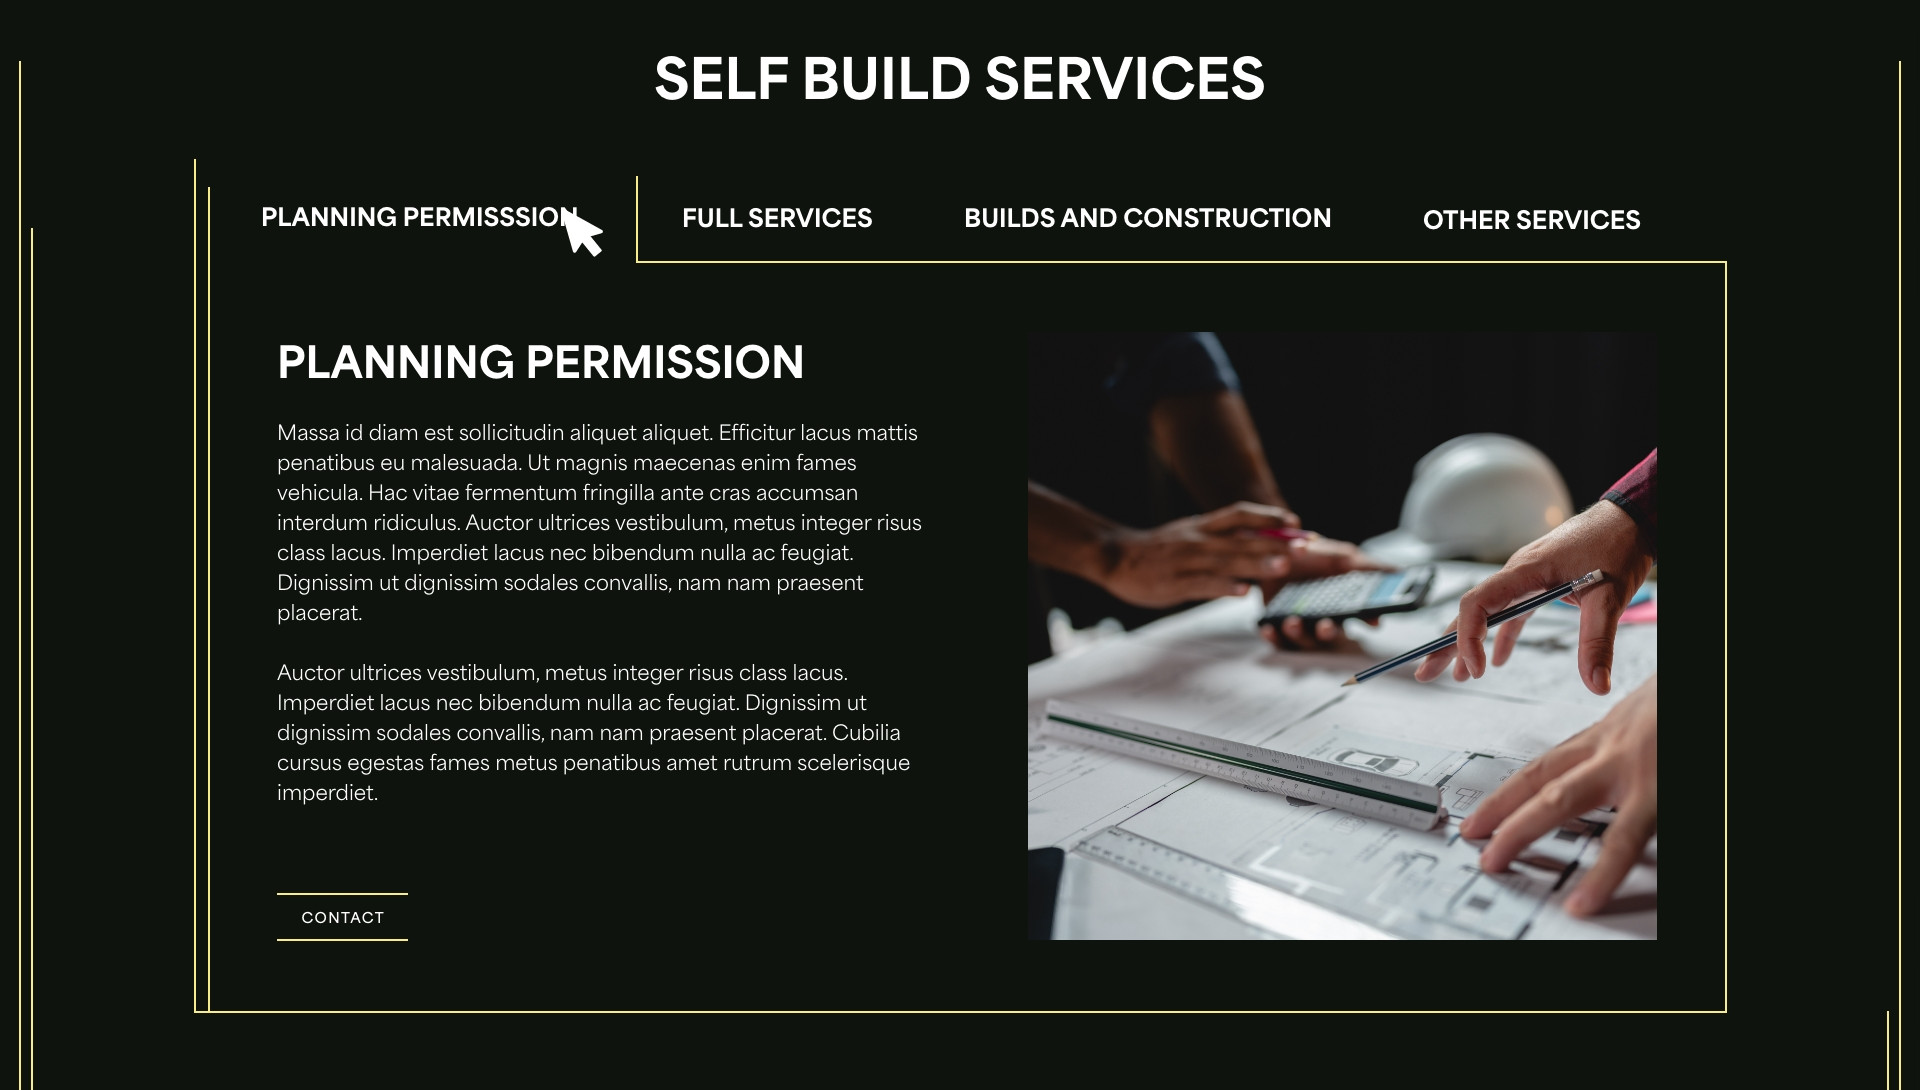 SELF BUILD SERVICES
PLANNING PERMISSSION
FULL SERVICES
BUILDS AND CONSTRUCTION
OTHER SERVICES
PLANNING PERMISSION
Massa id diam est sollicitudin aliquet aliquet. Efficitur lacus mattis
penatibus eu malesuada. Ut magnis maecenas enim fames
vehicula. Hac vitae fermentum fringilla ante cras accumsan
interdum ridiculus. Auctor ultrices vestibulum, metus integer risus
class lacus. Imperdiet lacus nec bibendum nulla ac feugiat.
Dignissim ut dignissim sodales convallis, nam nam praesent
placerat.
Auctor ultrices vestibulum, metus integer risus class lacus.
Imperdiet lacus nec bibendum nulla ac feugiat. Dignissim ut
dignissim sodales convallis, nam nam praesent placerat. Cubilia
cursus egestas fames metus penatibus amet rutrum scelerisque
imperdiet.
CONTACT